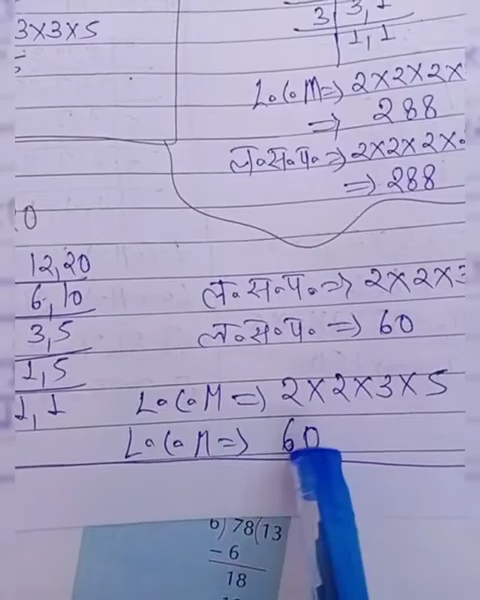 3×3×5
3 | 3, 1
1, 1
L.C.M ⇒ 2×2×2×
⇒ 288
ल.स.प. ⇒ 2×2×2×
⇒ 288
0
12, 20
6, 10
ल.स.प. ⇒ 2×2×3
3, 5
ल.स.प. ⇒ 60
1, 5
1, 1
L.C.M ⇒ 2×2×3×5
L.C.M ⇒ 60
6) 78 (13
- 6
18